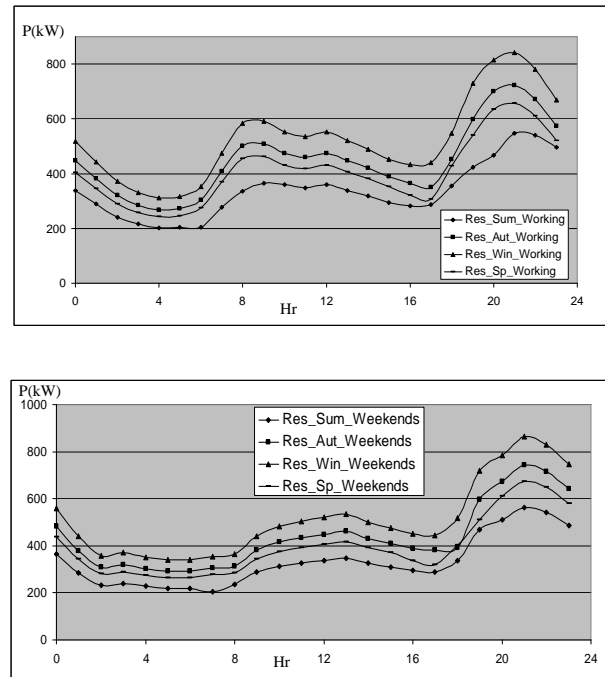 P(kW)
800
600
400
200
0
0 4 8 12 16 20 24
Hr
Res_Sum_Working
Res_Aut_Working
Res_Win_Working
Res_Sp_Working
P(kW)
1000
800
600
400
200
0
0 4 8 12 16 20 24
Hr
Res_Sum_Weekends
Res_Aut_Weekends
Res_Win_Weekends
Res_Sp_Weekends